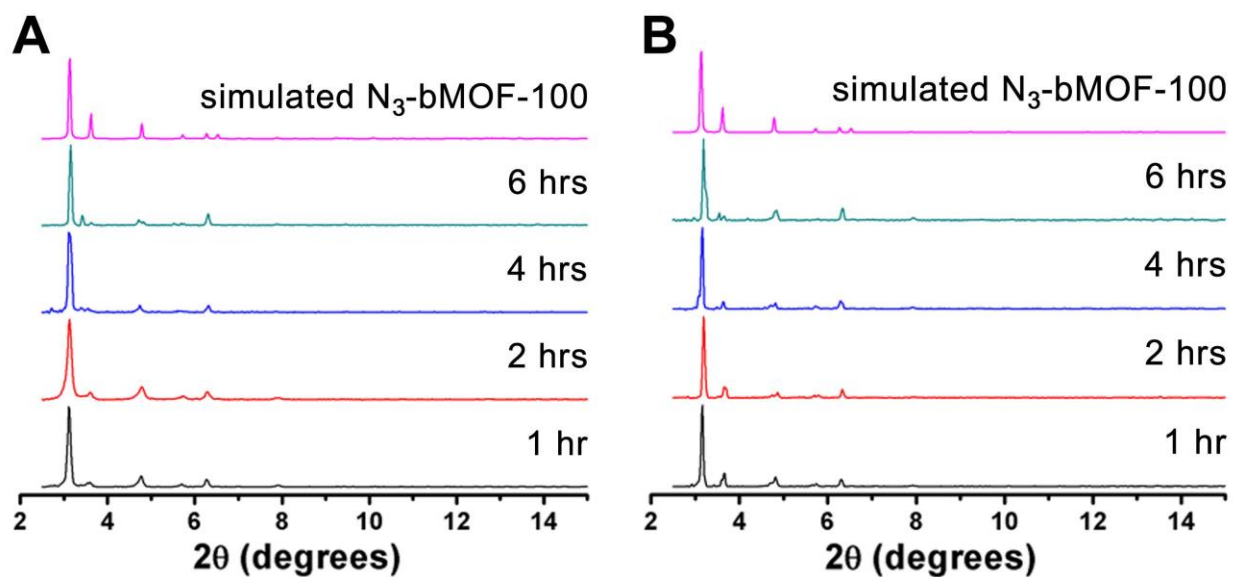 A
simulated N₃-bMOF-100
6 hrs
4 hrs
2 hrs
1 hr
2 4 6 8 10 12 14
2θ (degrees)
B
simulated N₃-bMOF-100
6 hrs
4 hrs
2 hrs
1 hr
2 4 6 8 10 12 14
2θ (degrees)